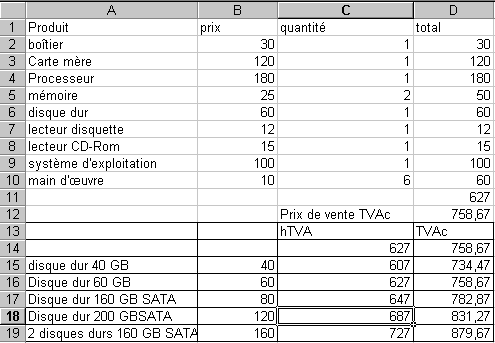 A B C D
1 Produit prix quantité total
2 boîtier 30 1 30
3 Carte mère 120 1 120
4 Processeur 180 1 180
5 mémoire 25 2 50
6 disque dur 60 1 60
7 lecteur disquette 12 1 12
8 lecteur CD-Rom 15 1 15
9 système d'exploitation 100 1 100
10 main d'œuvre 10 6 60
11 627
12 Prix de vente TVAc 758,67
13 hTVA TVAc
14 627 758,67
15 disque dur 40 GB 40 607 734,47
16 Disque dur 60 GB 60 627 758,67
17 Disque dur 160 GB SATA 80 647 782,87
18 Disque dur 200 GBSATA 120 687 831,27
19 2 disques durs 160 GB SATA 160 727 879,67